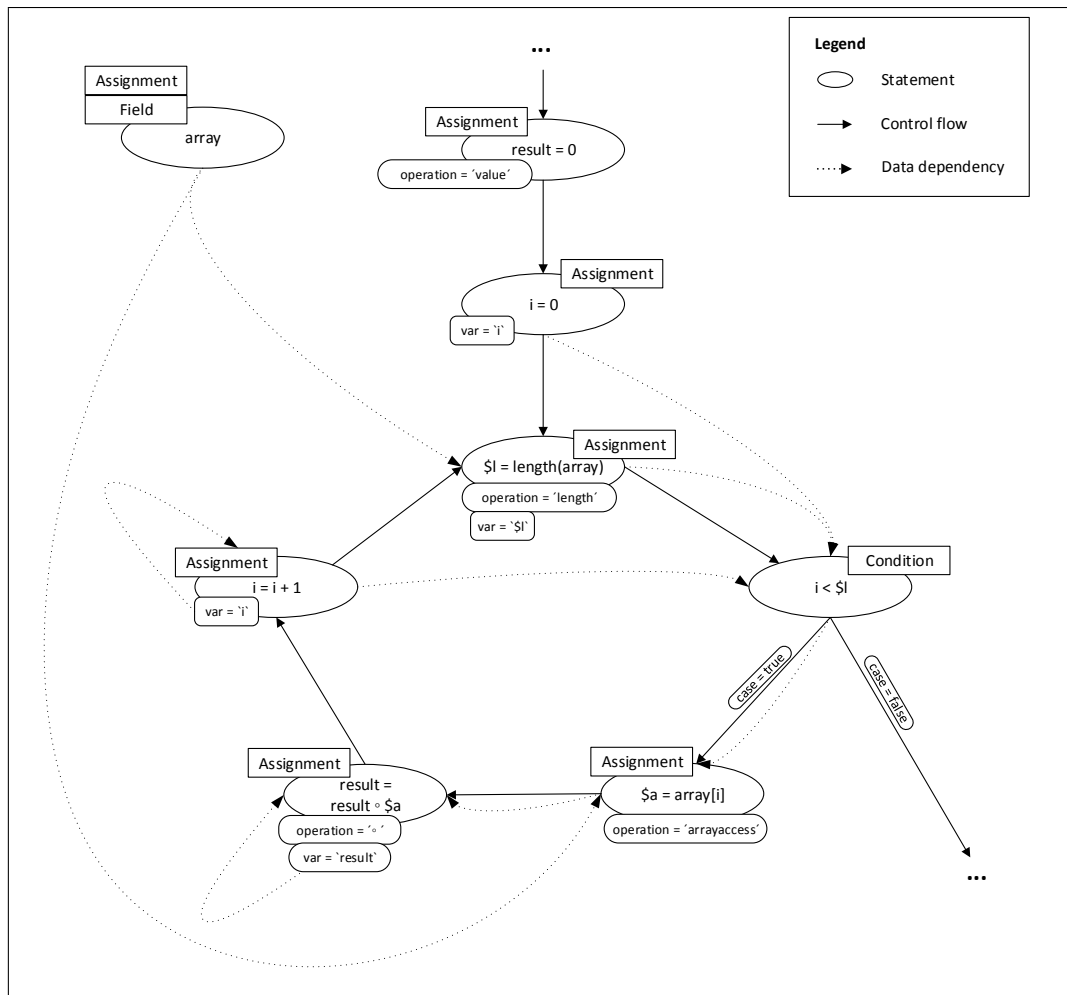 ...
Legend
Statement
Control flow
Data dependency
Assignment
Field
array
Assignment
result = 0
operation = ´value´
Assignment
i = 0
var = `i`
Assignment
$l = length(array)
operation = ´length´
var = `$l`
Assignment
i = i + 1
var = `i`
Condition
i < $l
case = true
case = false
Assignment
result =
result ∘ $a
operation = ´∘´
var = `result`
Assignment
$a = array[i]
operation = ´arrayaccess´
...